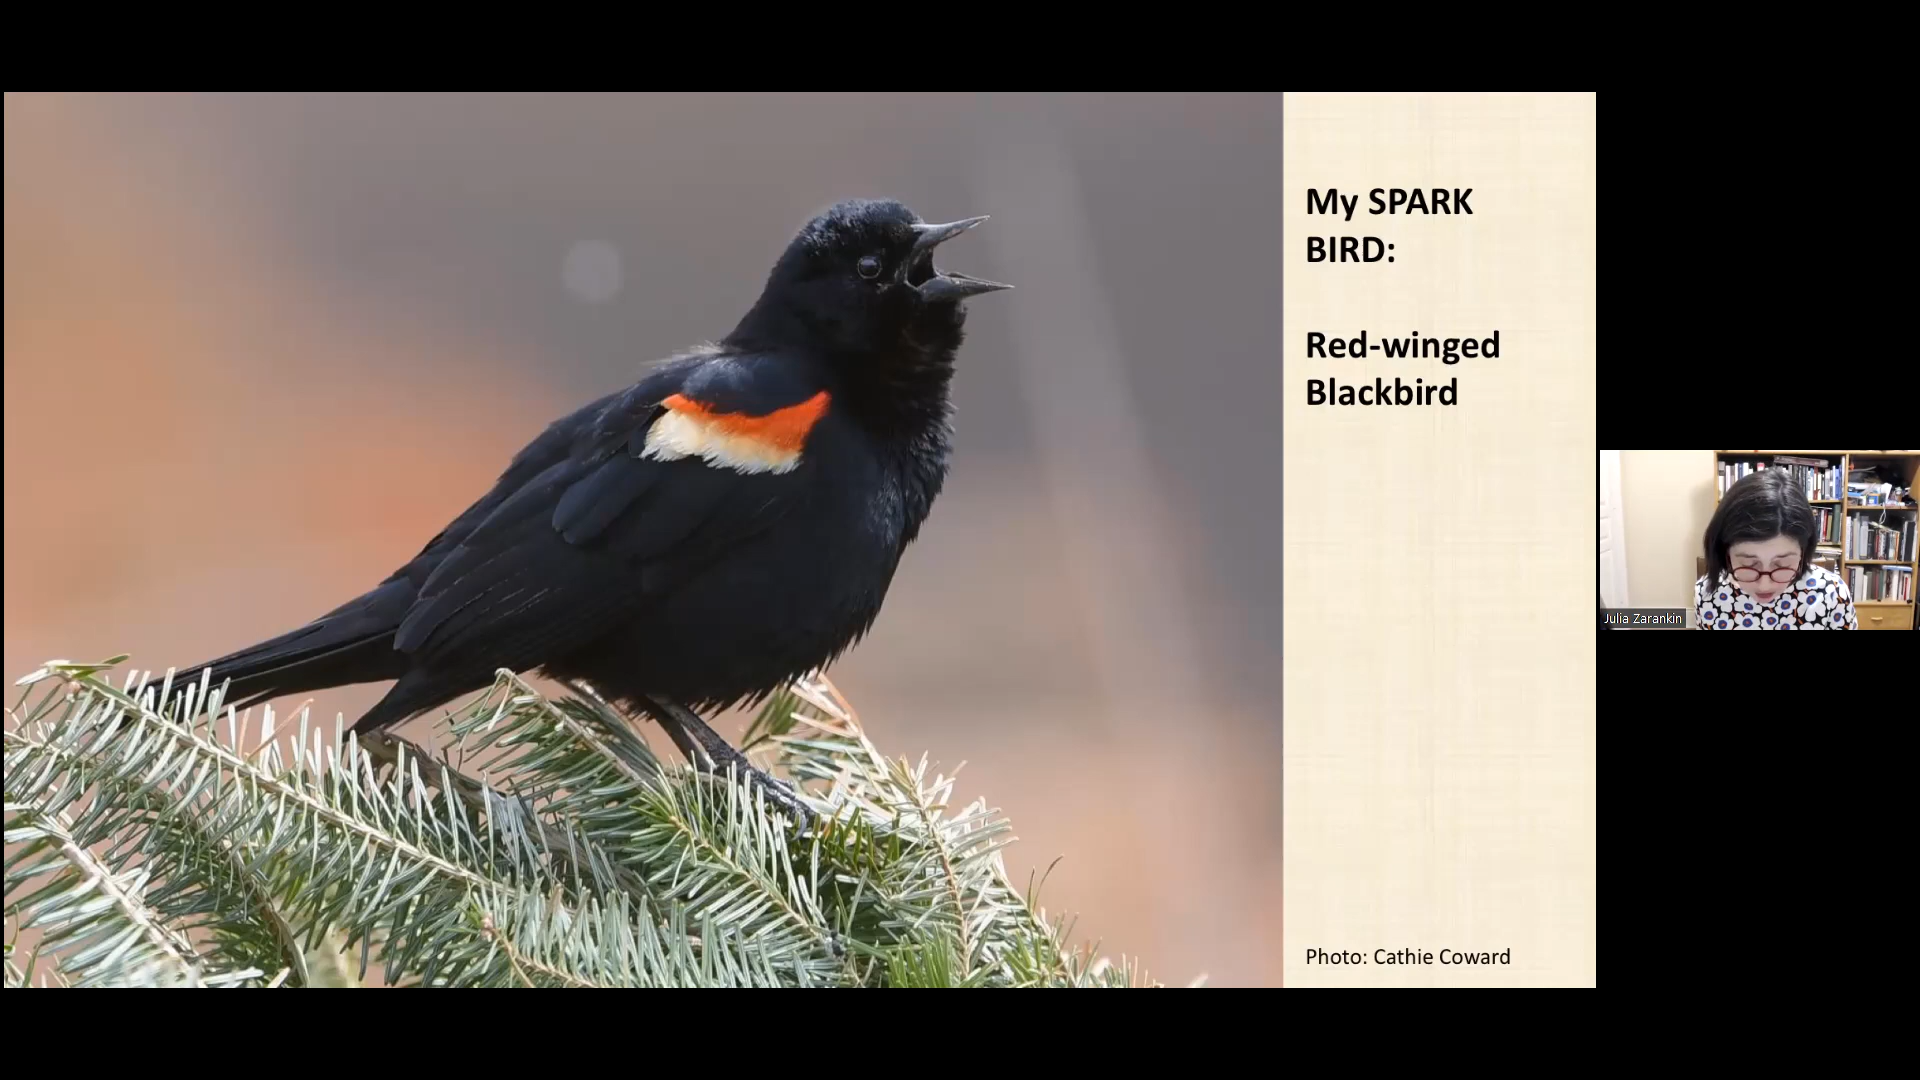 My SPARK
BIRD:
Red-winged
Blackbird
Photo: Cathie Coward
Julia Zarankin